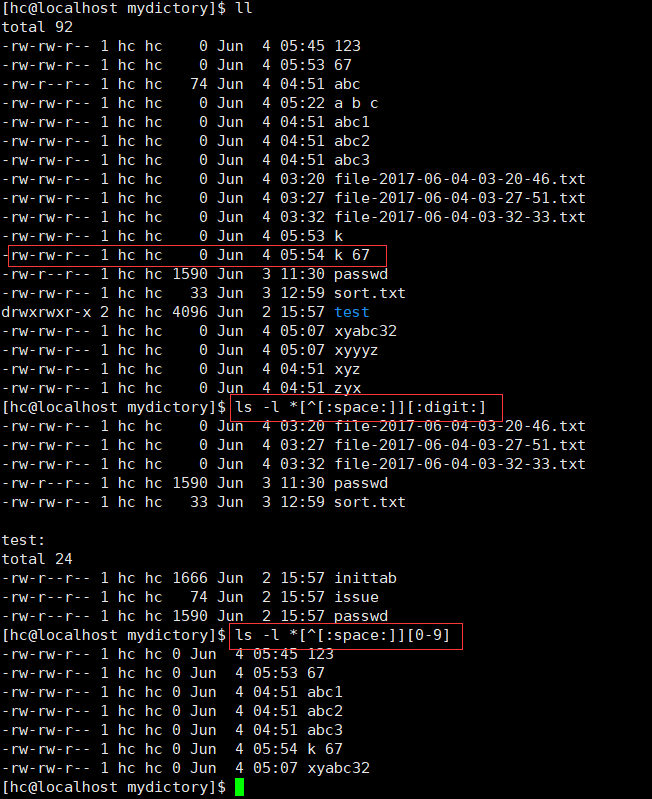 [hc@localhost mydictory]$ ll
total 92
-rw-rw-r-- 1 hc hc    0 Jun  4 05:45 123
-rw-rw-r-- 1 hc hc    0 Jun  4 05:53 67
-rw-r--r-- 1 hc hc   74 Jun  4 04:51 abc
-rw-rw-r-- 1 hc hc    0 Jun  4 05:22 a b c
-rw-rw-r-- 1 hc hc    0 Jun  4 04:51 abc1
-rw-rw-r-- 1 hc hc    0 Jun  4 04:51 abc2
-rw-rw-r-- 1 hc hc    0 Jun  4 04:51 abc3
-rw-rw-r-- 1 hc hc    0 Jun  4 03:20 file-2017-06-04-03-20-46.txt
-rw-rw-r-- 1 hc hc    0 Jun  4 03:27 file-2017-06-04-03-27-51.txt
-rw-rw-r-- 1 hc hc    0 Jun  4 03:32 file-2017-06-04-03-32-33.txt
-rw-rw-r-- 1 hc hc    0 Jun  4 05:53 k
-rw-rw-r-- 1 hc hc    0 Jun  4 05:54 k 67
-rw-rw-r-- 1 hc hc 1590 Jun  3 11:30 passwd
-rw-rw-r-- 1 hc hc   33 Jun  3 12:59 sort.txt
drwxrwxr-x 2 hc hc 4096 Jun  2 15:57 test
-rw-rw-r-- 1 hc hc    0 Jun  4 05:07 xyabc32
-rw-rw-r-- 1 hc hc    0 Jun  4 05:07 xyyyz
-rw-rw-r-- 1 hc hc    0 Jun  4 04:51 xyz
-rw-rw-r-- 1 hc hc    0 Jun  4 04:51 zyx
[hc@localhost mydictory]$ ls -l *[^[:space:]][:digit:]
-rw-rw-r-- 1 hc hc    0 Jun  4 03:20 file-2017-06-04-03-20-46.txt
-rw-rw-r-- 1 hc hc    0 Jun  4 03:27 file-2017-06-04-03-27-51.txt
-rw-rw-r-- 1 hc hc    0 Jun  4 03:32 file-2017-06-04-03-32-33.txt
-rw-rw-r-- 1 hc hc 1590 Jun  3 11:30 passwd
-rw-rw-r-- 1 hc hc   33 Jun  3 12:59 sort.txt

test:
total 24
-rw-r--r-- 1 hc hc 1666 Jun  2 15:57 inittab
-rw-r--r-- 1 hc hc   74 Jun  2 15:57 issue
-rw-r--r-- 1 hc hc 1590 Jun  2 15:57 passwd
[hc@localhost mydictory]$ ls -l *[^[:space:]][0-9]
-rw-rw-r-- 1 hc hc 0 Jun  4 05:45 123
-rw-rw-r-- 1 hc hc 0 Jun  4 05:53 67
-rw-rw-r-- 1 hc hc 0 Jun  4 04:51 abc1
-rw-rw-r-- 1 hc hc 0 Jun  4 04:51 abc2
-rw-rw-r-- 1 hc hc 0 Jun  4 04:51 abc3
-rw-rw-r-- 1 hc hc 0 Jun  4 05:54 k 67
-rw-rw-r-- 1 hc hc 0 Jun  4 05:07 xyabc32
[hc@localhost mydictory]$